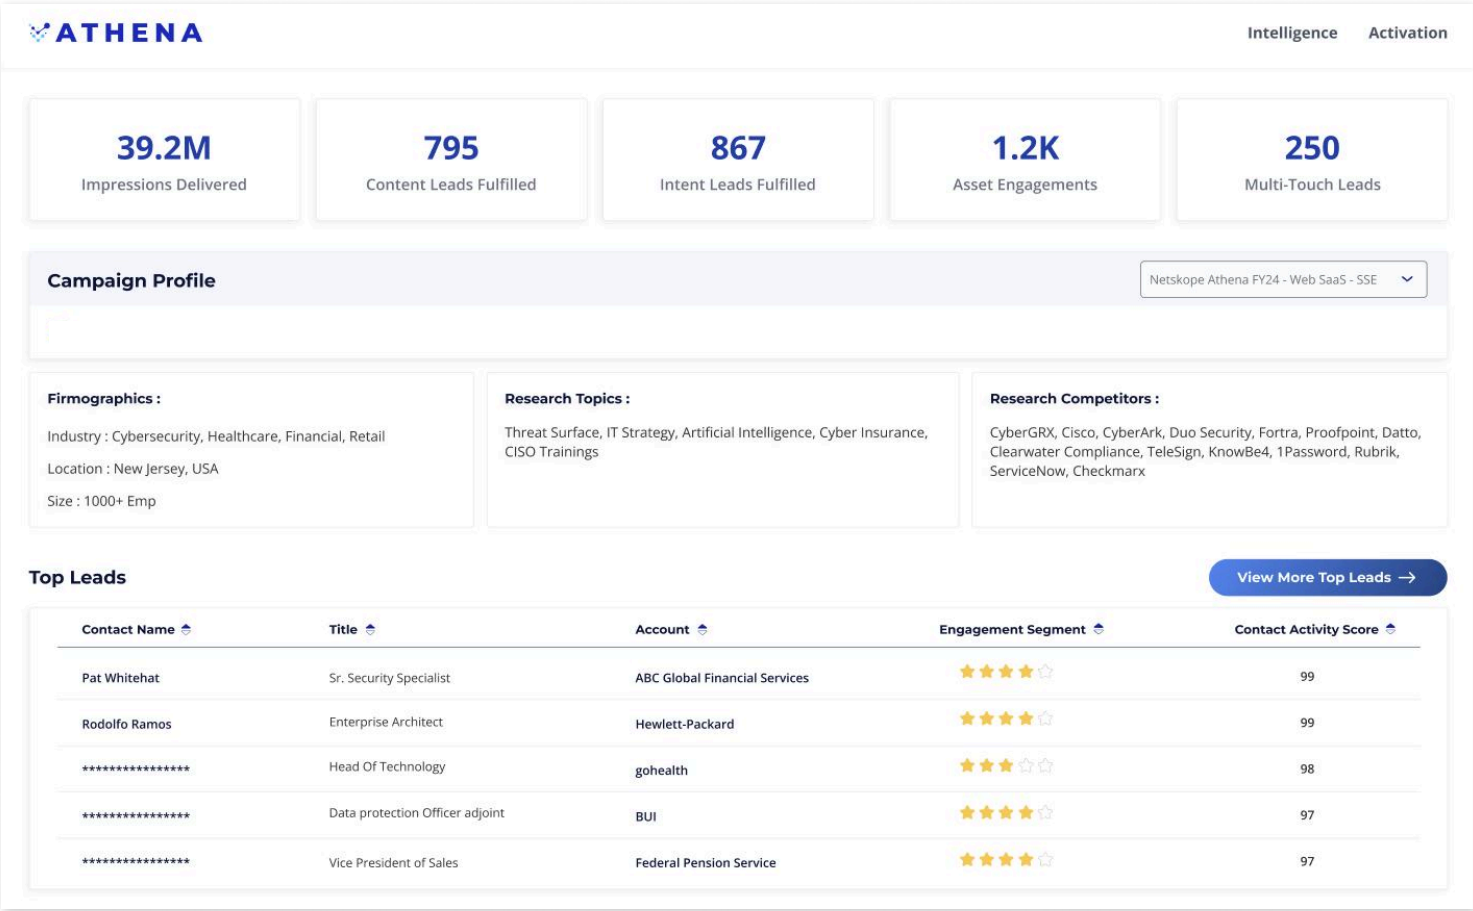 ATHENA
Intelligence Activation
39.2M
Impressions Delivered
795
Content Leads Fulfilled
867
Intent Leads Fulfilled
1.2K
Asset Engagements
250
Multi-Touch Leads
Campaign Profile
Netskope Athena FY24 - Web SaaS - SSE
Firmographics :
Industry : Cybersecurity, Healthcare, Financial, Retail
Location : New Jersey, USA
Size : 1000+ Emp
Research Topics :
Threat Surface, IT Strategy, Artificial Intelligence, Cyber Insurance,
CISO Trainings
Research Competitors :
CyberGRX, Cisco, CyberArk, Duo Security, Fortra, Proofpoint, Datto,
Clearwater Compliance, TeleSign, KnowBe4, 1Password, Rubrik,
ServiceNow, Checkmarx
Top Leads
View More Top Leads →
Contact Name Title Account Engagement Segment Contact Activity Score
Pat Whitehat Sr. Security Specialist ABC Global Financial Services 99
Rodolfo Ramos Enterprise Architect Hewlett-Packard 99
**************** Head Of Technology gohealth 98
**************** Data protection Officer adjoint BUI 97
**************** Vice President of Sales Federal Pension Service 97